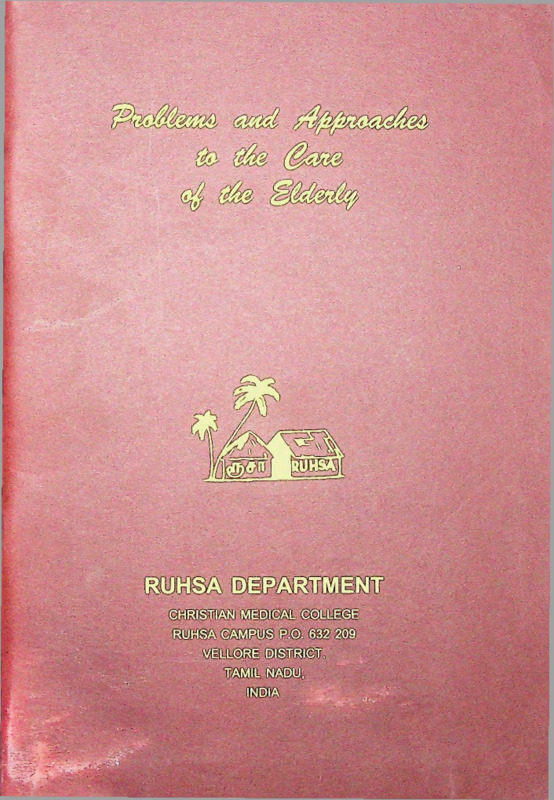 Problems and Approaches
to the Care
of the Elderly
ருசா RUHSA
RUHSA DEPARTMENT
CHRISTIAN MEDICAL COLLEGE
RUHSA CAMPUS P.O. 632 209
VELLORE DISTRICT,
TAMIL NADU,
INDIA